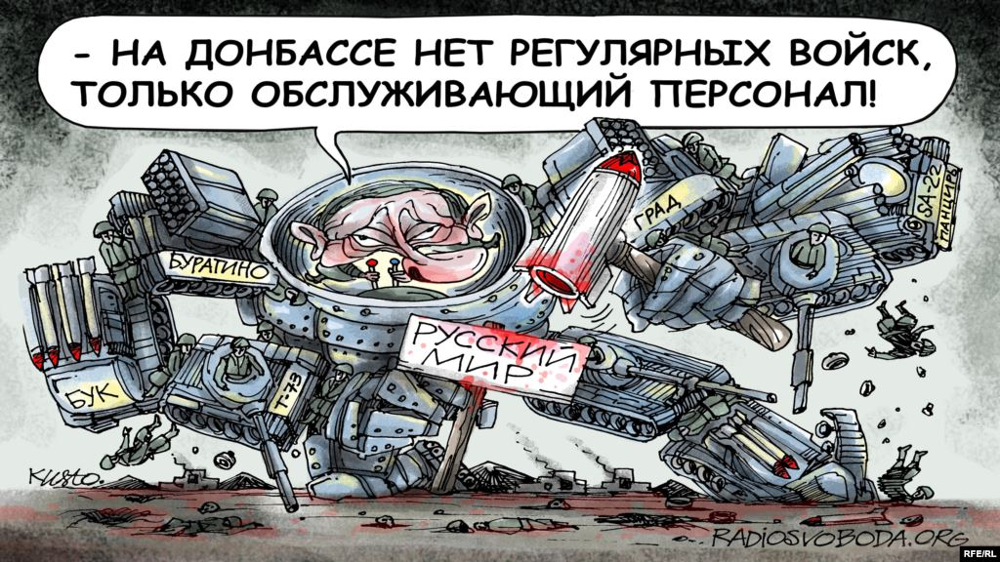 - НА ДОНБАССЕ НЕТ РЕГУЛЯРНЫХ ВОЙСК,
ТОЛЬКО ОБСЛУЖИВАЮЩИЙ ПЕРСОНАЛ!
БУРАТИНО
ГРАД
SA-22
ПАНЦИРЬ
РУССКИЙ
МИР
БУК
Т-73
Kusto.
RADIOSVOBODA.ORG
RFE/RL